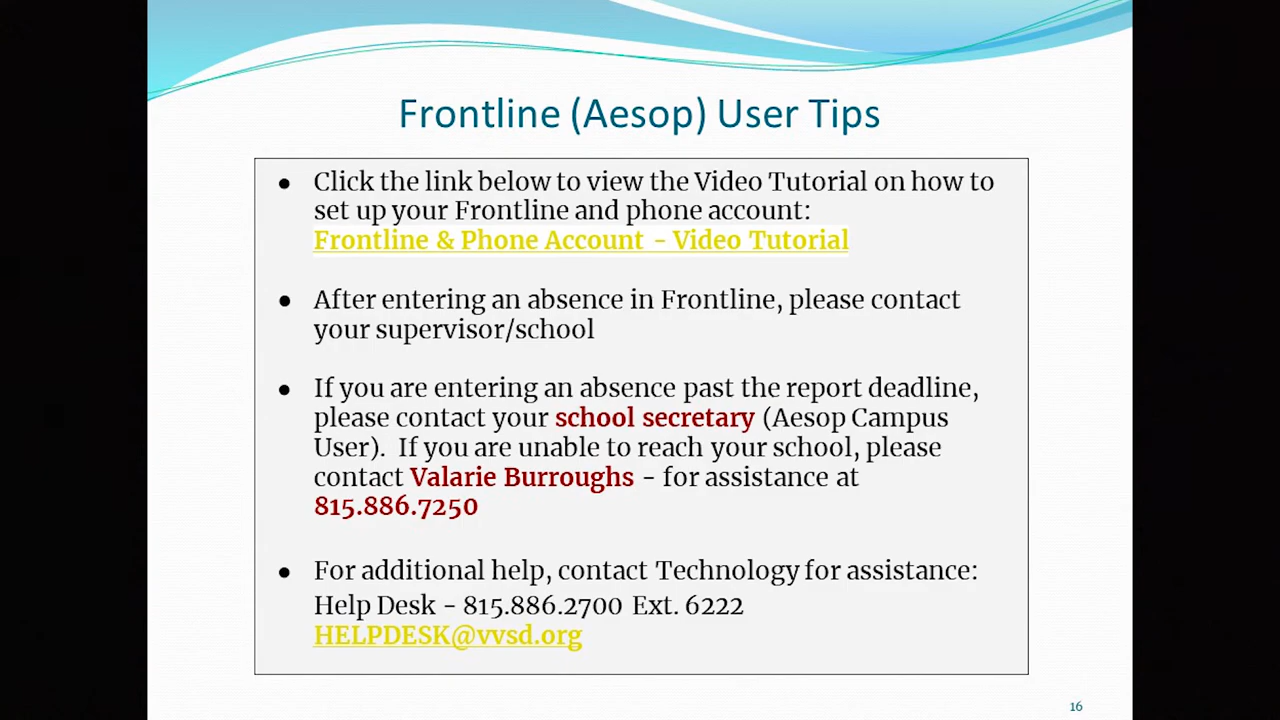 Frontline (Aesop) User Tips
● Click the link below to view the Video Tutorial on how to
set up your Frontline and phone account:
Frontline & Phone Account - Video Tutorial
● After entering an absence in Frontline, please contact
your supervisor/school
● If you are entering an absence past the report deadline,
please contact your school secretary (Aesop Campus
User).  If you are unable to reach your school, please
contact Valarie Burroughs - for assistance at
815.886.7250
● For additional help, contact Technology for assistance:
Help Desk - 815.886.2700 Ext. 6222
HELPDESK@vvsd.org
16